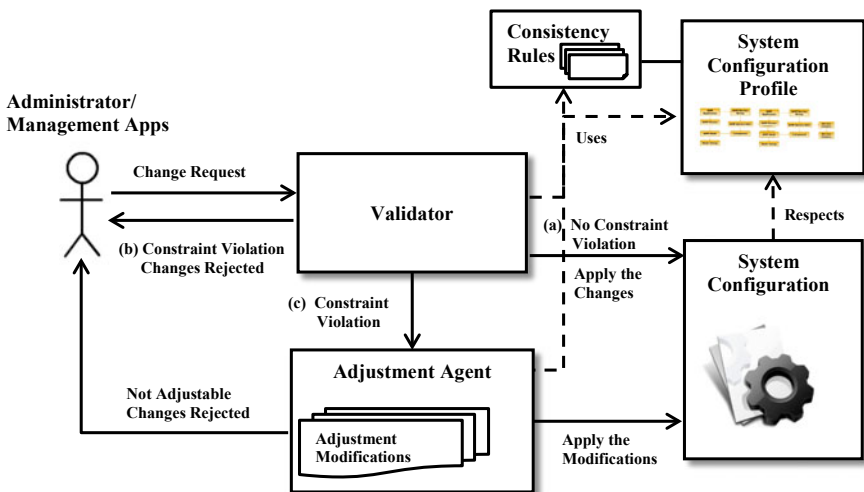 Consistency
Rules
System
Configuration
Profile
Administrator/
Management Apps
Change Request
Uses
Validator
(a) No Constraint
Violation
Respects
(b) Constraint Violation
Changes Rejected
Apply the
Changes
System
Configuration
(c) Constraint
Violation
Adjustment Agent
Not Adjustable
Changes Rejected
Adjustment
Modifications
Apply the
Modifications